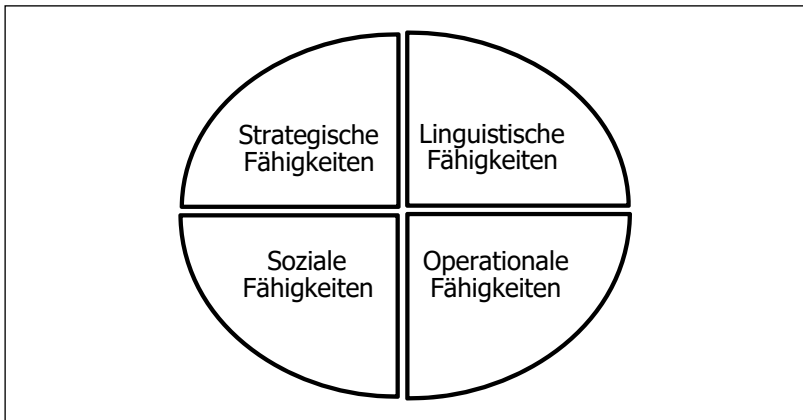 Strategische
Fähigkeiten
Linguistische
Fähigkeiten
Soziale
Fähigkeiten
Operationale
Fähigkeiten